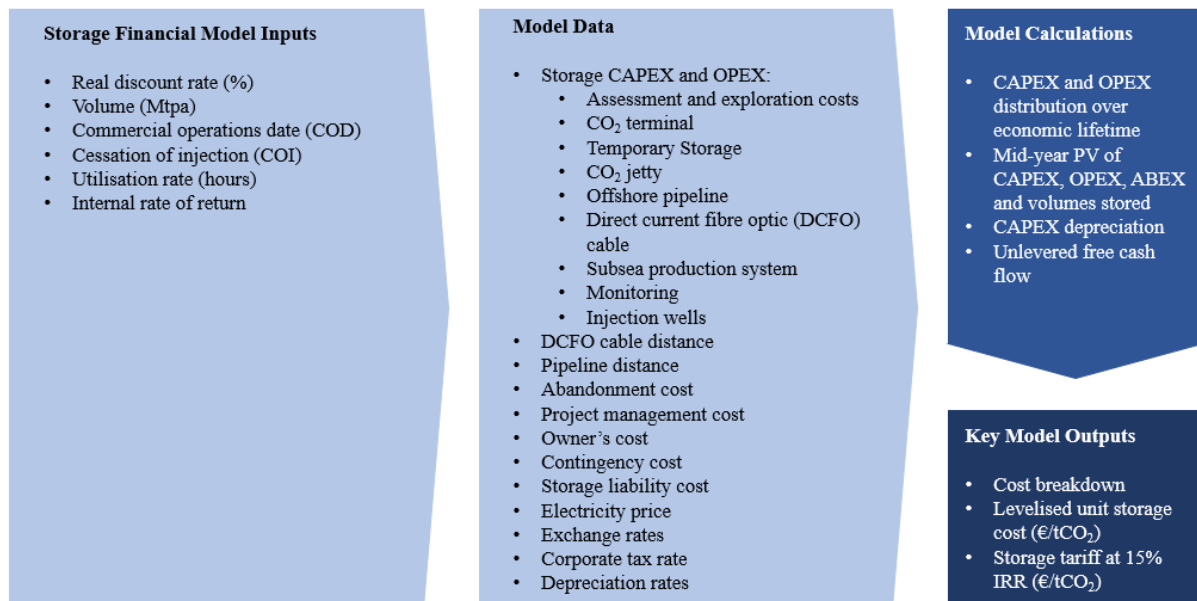 Storage Financial Model Inputs
• Real discount rate (%)
• Volume (Mtpa)
• Commercial operations date (COD)
• Cessation of injection (COI)
• Utilisation rate (hours)
• Internal rate of return
Model Data
• Storage CAPEX and OPEX:
• Assessment and exploration costs
• CO₂ terminal
• Temporary Storage
• CO₂ jetty
• Offshore pipeline
• Direct current fibre optic (DCFO)
cable
• Subsea production system
• Monitoring
• Injection wells
• DCFO cable distance
• Pipeline distance
• Abandonment cost
• Project management cost
• Owner’s cost
• Contingency cost
• Storage liability cost
• Electricity price
• Exchange rates
• Corporate tax rate
• Depreciation rates
Model Calculations
• CAPEX and OPEX
distribution over
economic lifetime
• Mid-year PV of
CAPEX, OPEX, ABEX
and volumes stored
• CAPEX depreciation
• Unlevered free cash
flow
Key Model Outputs
• Cost breakdown
• Levelised unit storage
cost (€/tCO₂)
• Storage tariff at 15%
IRR (€/tCO₂)